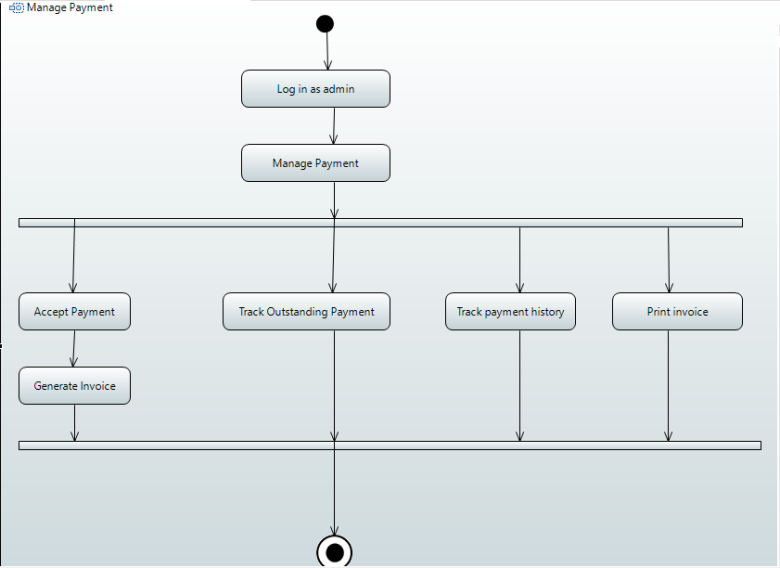 Manage Payment
Log in as admin
Manage Payment
Accept Payment
Track Outstanding Payment
Track payment history
Print invoice
Generate Invoice